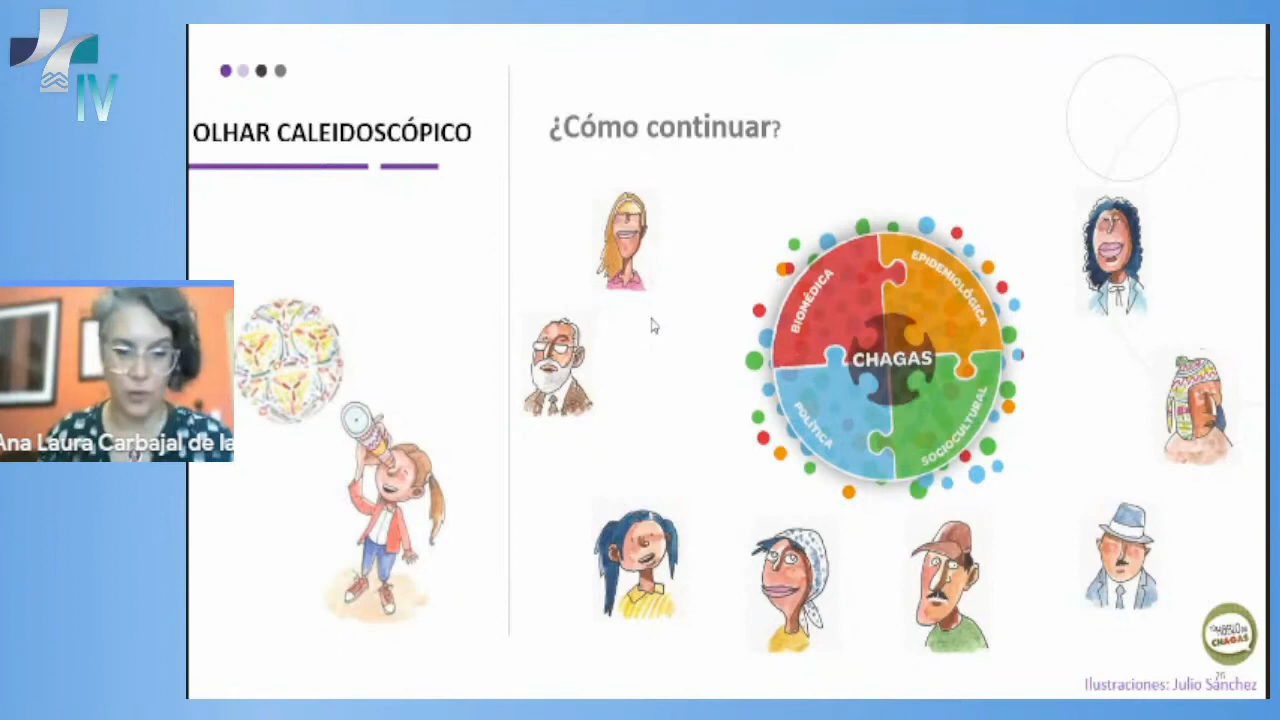 IV
OLHAR CALEIDOSCÓPICO
¿Cómo continuar?
BIOMÉDICA
EPIDEMIOLÓGICA
CHAGAS
POLÍTICA
SOCIOCULTURAL
Ana Laura Carbajal de la
CHAGAS
Ilustraciones: Julio Sánchez